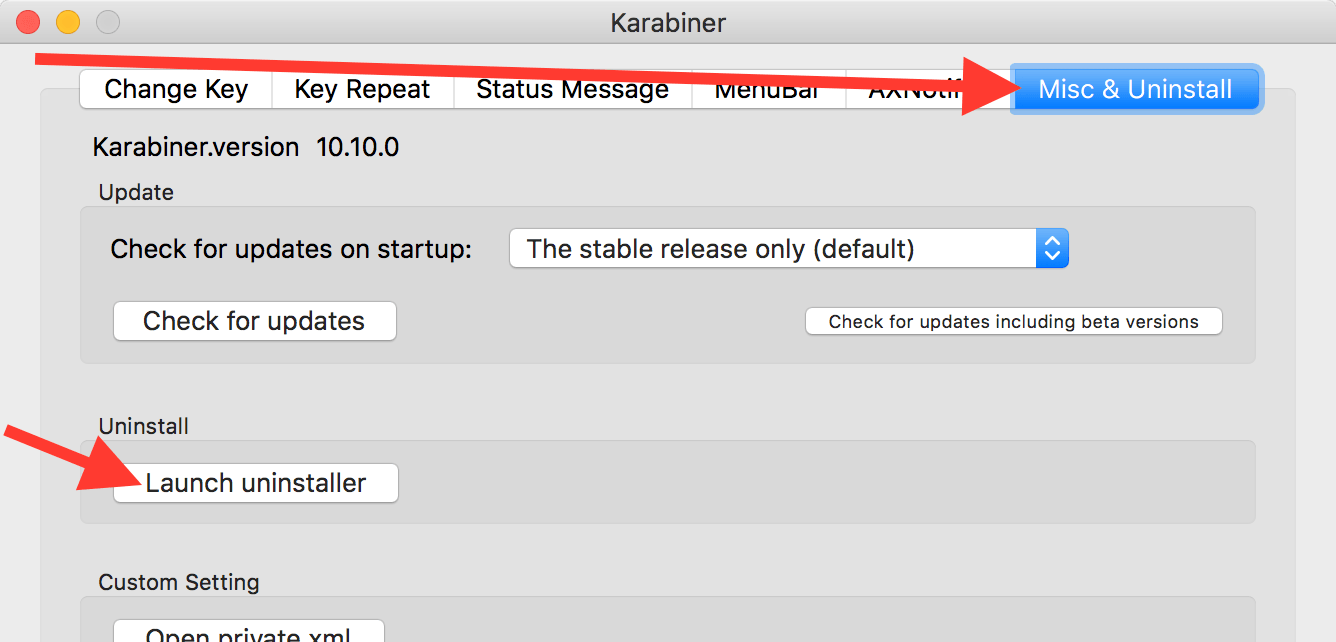 Karabiner
Change Key Key Repeat Status Message MenuBar Misc & Uninstall
Karabiner.version 10.10.0
Update
Check for updates on startup: The stable release only (default)
Check for updates Check for updates including beta versions
Uninstall
Launch uninstaller
Custom Setting
Open private.xml